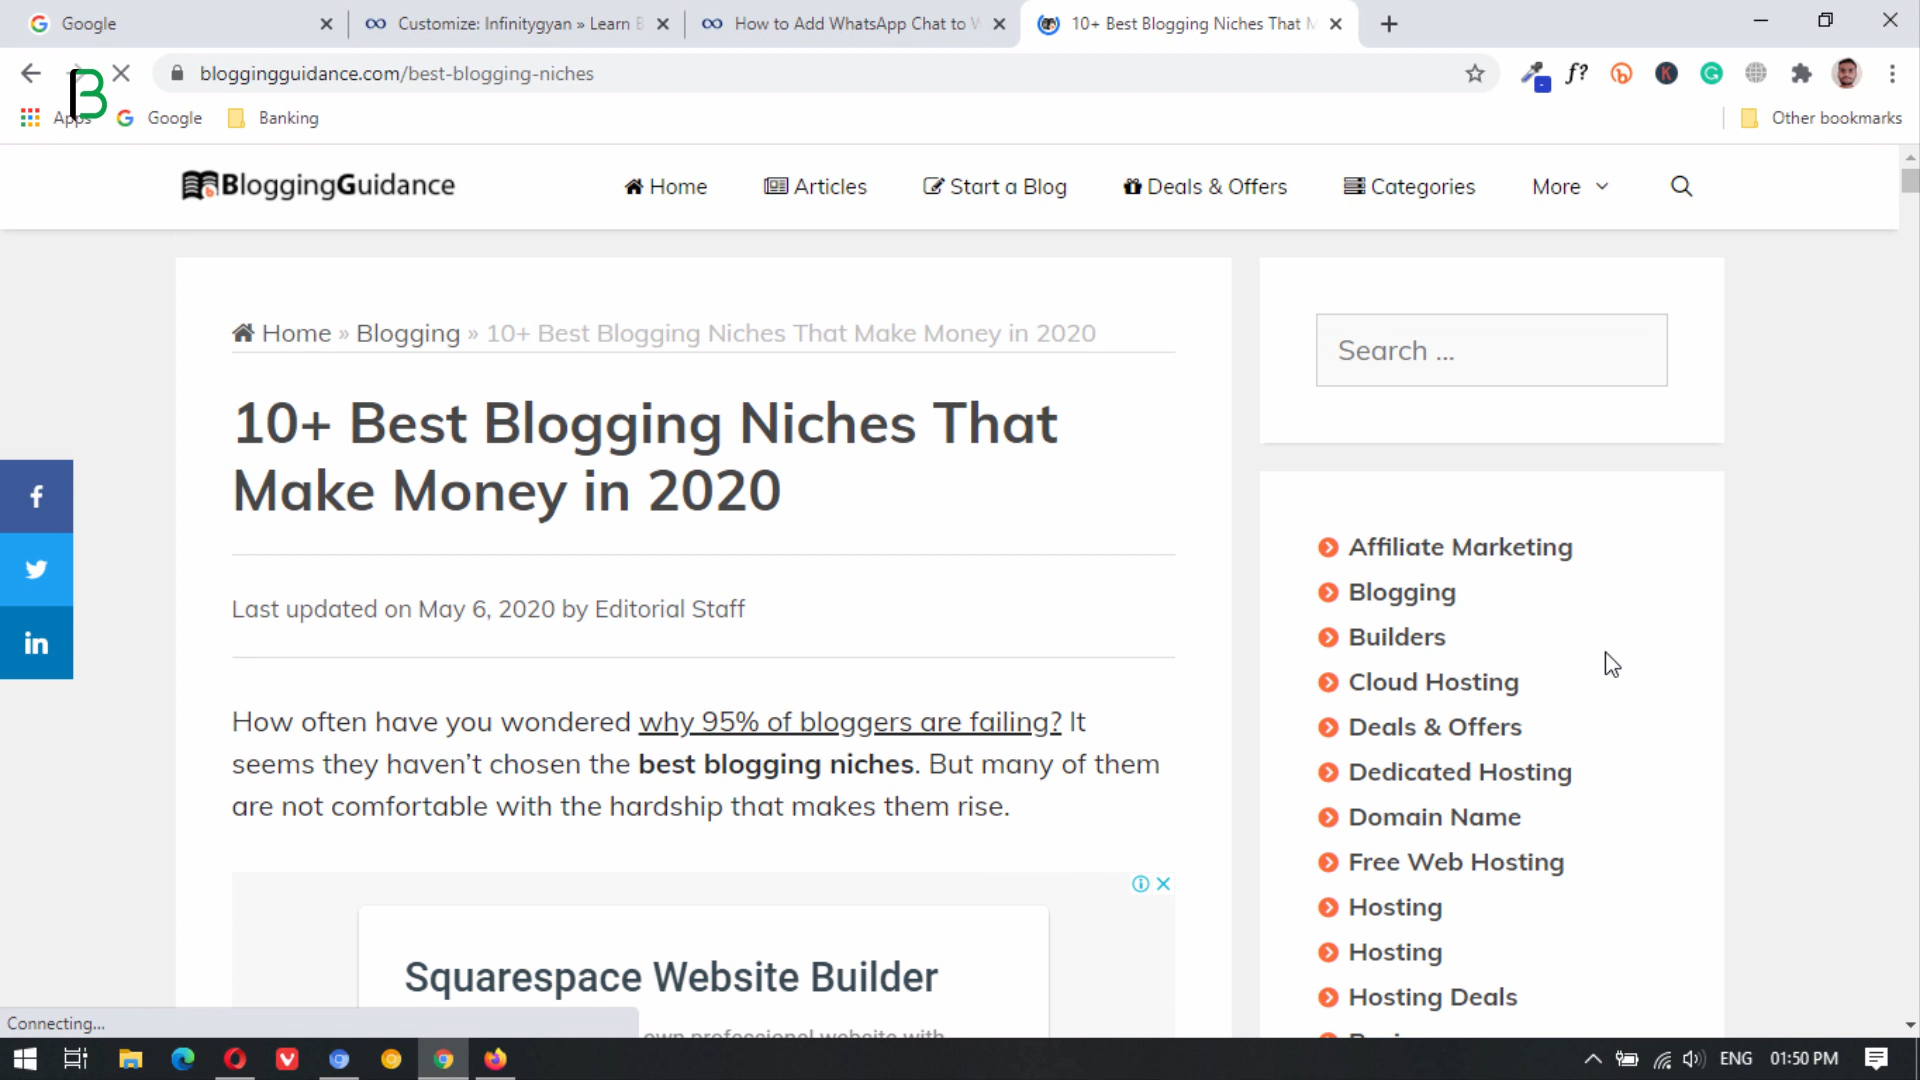 Google
Customize: Infinitygyan » Learn B
How to Add WhatsApp Chat to W
10+ Best Blogging Niches That M
bloggingguidance.com/best-blogging-niches
f?
Apps
Google
Banking
Other bookmarks
BloggingGuidance
Home
Articles
Start a Blog
Deals & Offers
Categories
More
Home » Blogging » 10+ Best Blogging Niches That Make Money in 2020
Search ...
10+ Best Blogging Niches That
Make Money in 2020
Last updated on May 6, 2020 by Editorial Staff
How often have you wondered why 95% of bloggers are failing? It
seems they haven’t chosen the best blogging niches. But many of them
are not comfortable with the hardship that makes them rise.
Squarespace Website Builder
own professional website with
Affiliate Marketing
Blogging
Builders
Cloud Hosting
Deals & Offers
Dedicated Hosting
Domain Name
Free Web Hosting
Hosting
Hosting
Hosting Deals
Connecting...
ENG
01:50 PM